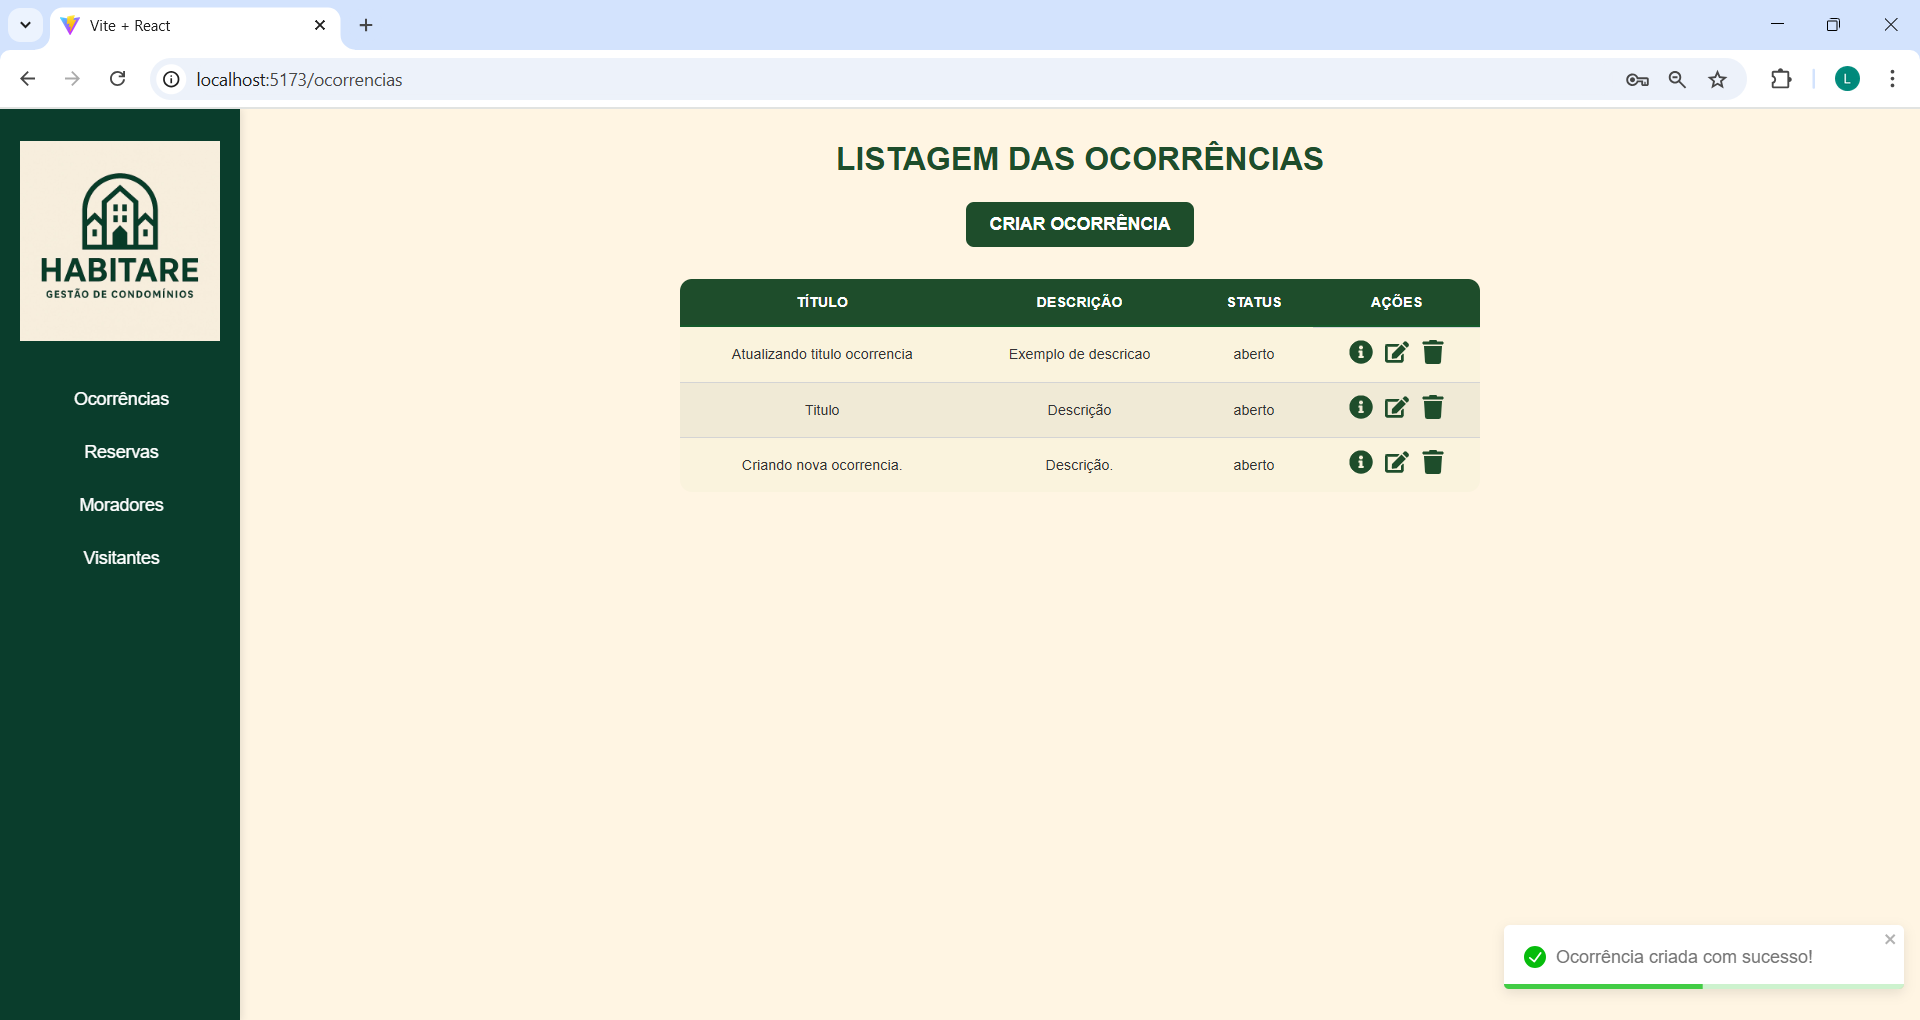 Vite + React
localhost:5173/ocorrencias
L
HABITARE
GESTÃO DE CONDOMÍNIOS
Ocorrências
Reservas
Moradores
Visitantes
LISTAGEM DAS OCORRÊNCIAS
CRIAR OCORRÊNCIA
TÍTULO DESCRIÇÃO STATUS AÇÕES
Atualizando titulo ocorrencia Exemplo de descricao aberto
Titulo Descrição aberto
Criando nova ocorrencia. Descrição. aberto
Ocorrência criada com sucesso!